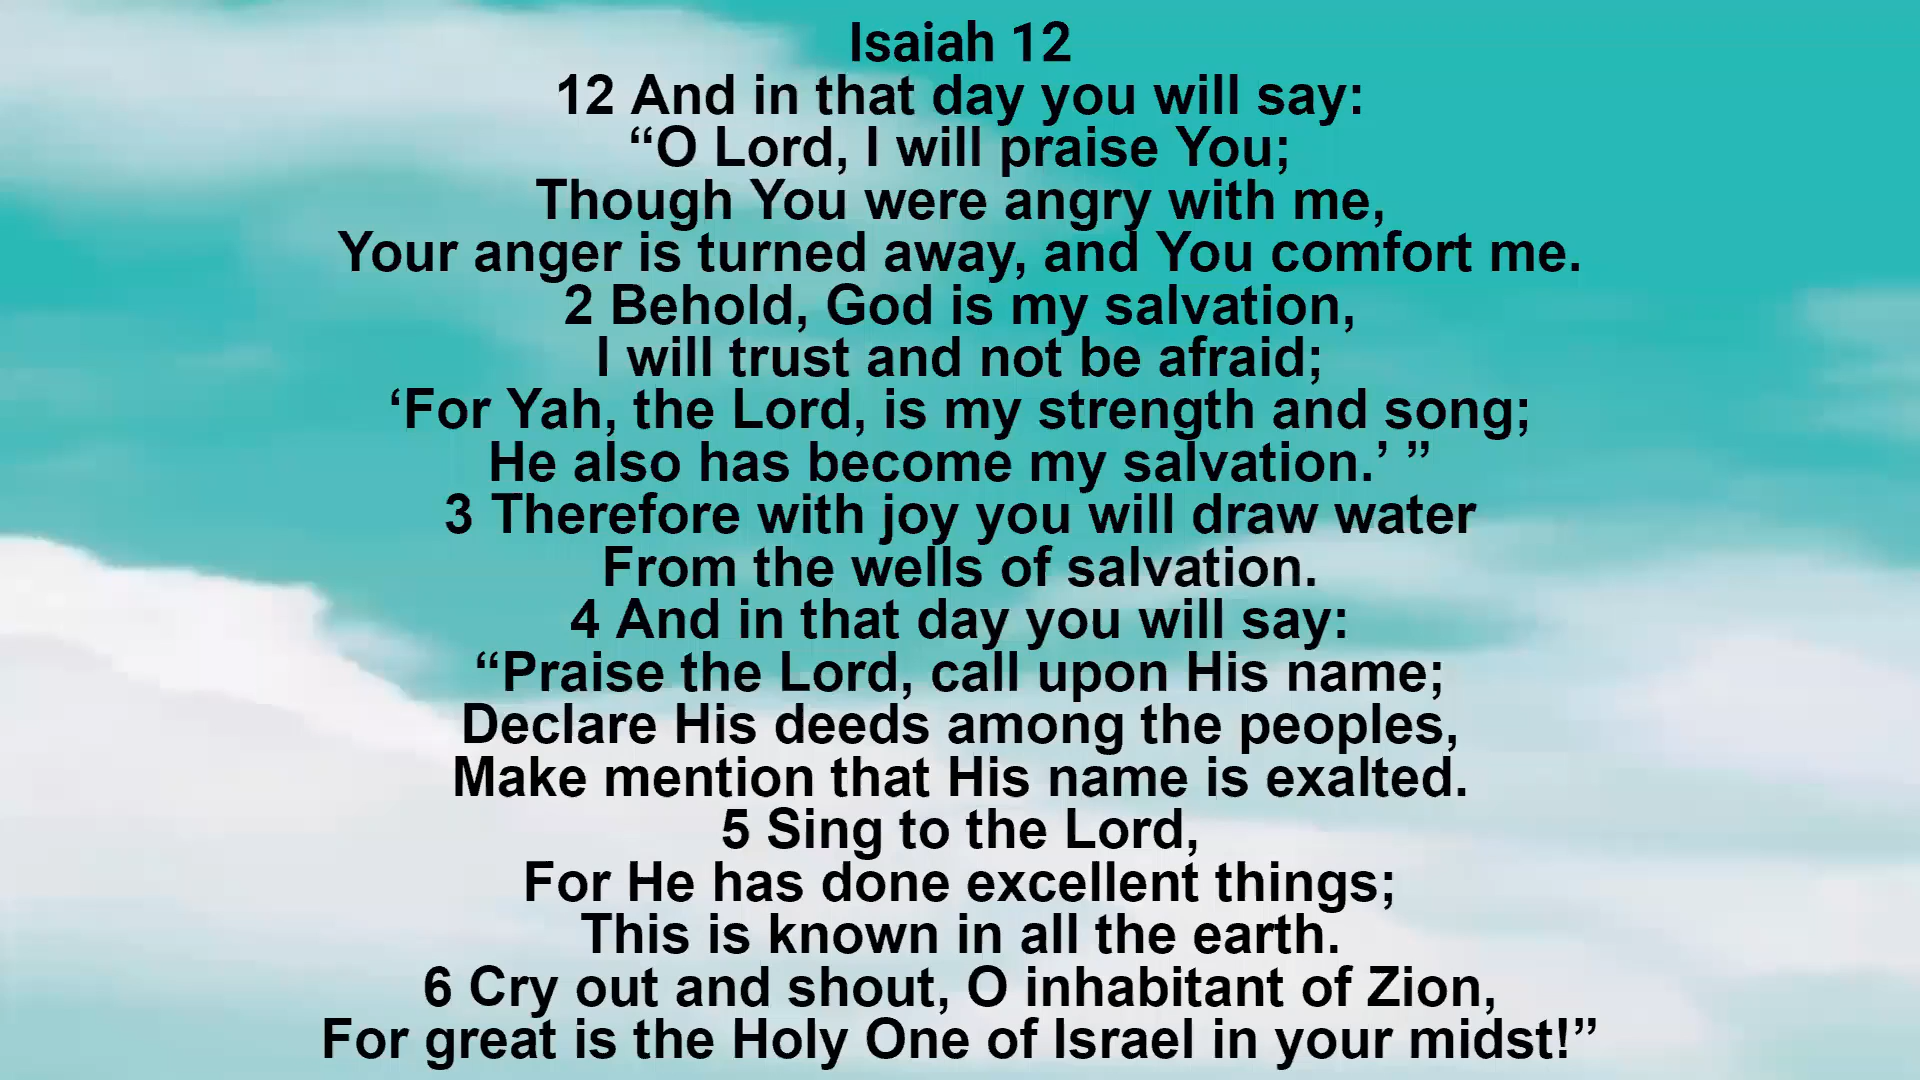 Isaiah 12
12 And in that day you will say:
“O Lord, I will praise You;
Though You were angry with me,
Your anger is turned away, and You comfort me.
2 Behold, God is my salvation,
I will trust and not be afraid;
‘For Yah, the Lord, is my strength and song;
He also has become my salvation.’ ”
3 Therefore with joy you will draw water
From the wells of salvation.
4 And in that day you will say:
“Praise the Lord, call upon His name;
Declare His deeds among the peoples,
Make mention that His name is exalted.
5 Sing to the Lord,
For He has done excellent things;
This is known in all the earth.
6 Cry out and shout, O inhabitant of Zion,
For great is the Holy One of Israel in your midst!”